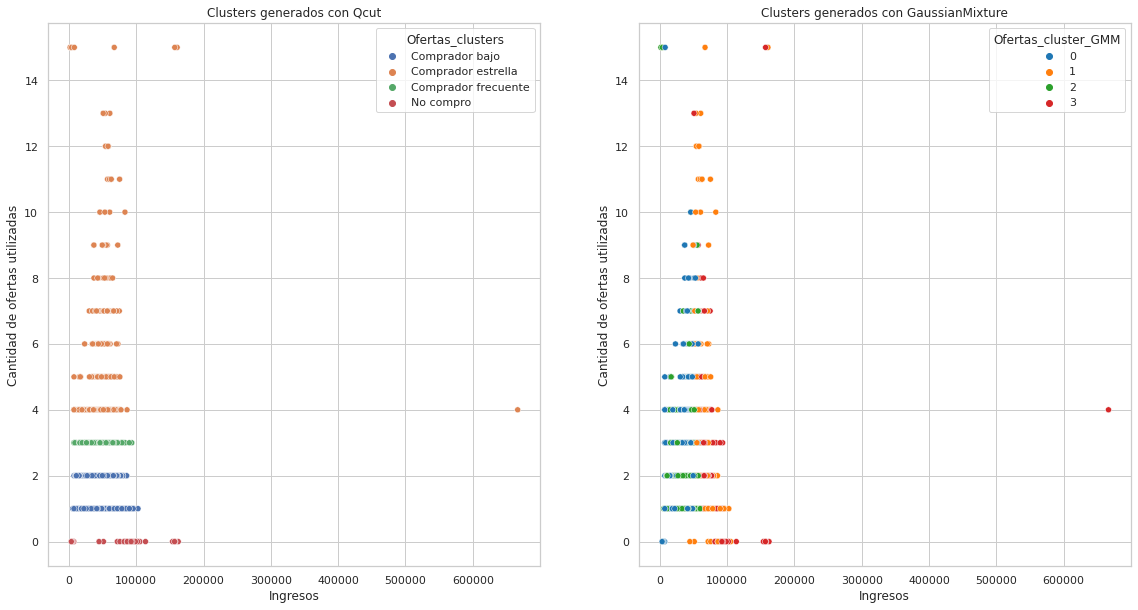 Clusters generados con Qcut
Cantidad de ofertas utilizadas
14
12
10
8
6
4
2
0
Ofertas_clusters
Comprador bajo
Comprador estrella
Comprador frecuente
No compro
0 100000 200000 300000 400000 500000 600000
Ingresos
Clusters generados con GaussianMixture
Cantidad de ofertas utilizadas
14
12
10
8
6
4
2
0
Ofertas_cluster_GMM
0
1
2
3
0 100000 200000 300000 400000 500000 600000
Ingresos